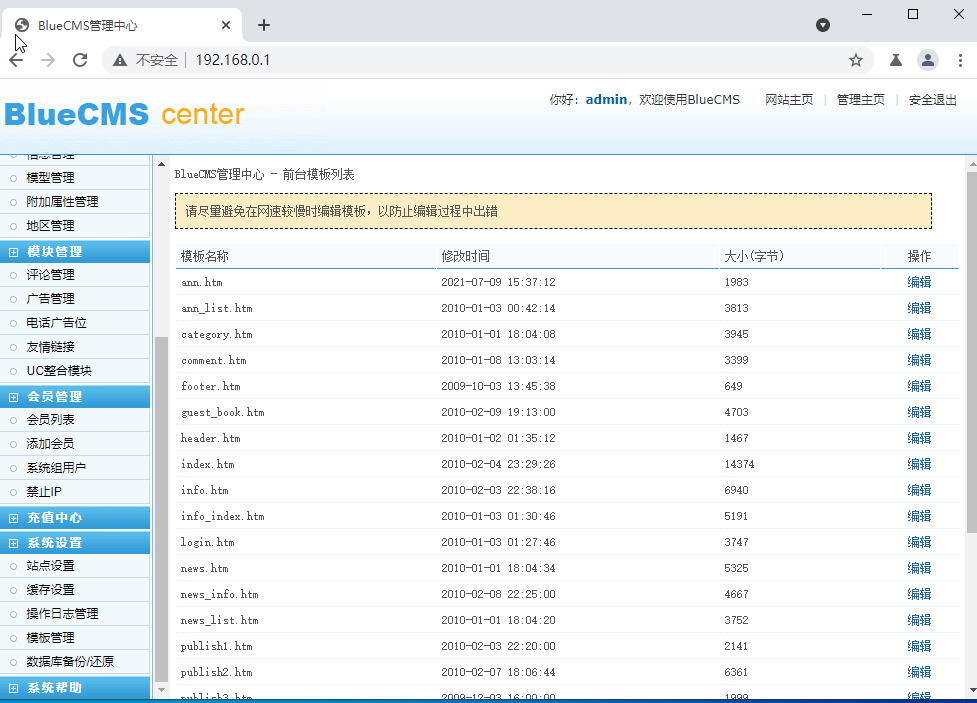 BlueCMS管理中心
不安全 192.168.0.1
BlueCMS center
你好：admin，欢迎使用BlueCMS 网站主页 | 管理主页 | 安全退出
信息管理
模型管理
附加属性管理
地区管理
模块管理
评论管理
广告管理
电话广告位
友情链接
UC整合模块
会员管理
会员列表
添加会员
系统组用户
禁止IP
充值中心
系统设置
站点设置
缓存设置
操作日志管理
模板管理
数据库备份/还原
系统帮助
BlueCMS管理中心 - 前台模板列表
请尽量避免在网速较慢时编辑模板，以防止编辑过程中出错
模板名称 修改时间 大小(字节) 操作
ann.htm 2021-07-09 15:37:12 1983 编辑
ann_list.htm 2010-01-03 00:42:14 3813 编辑
category.htm 2010-01-01 18:04:08 3945 编辑
comment.htm 2010-01-08 13:03:14 3399 编辑
footer.htm 2009-10-03 13:45:38 649 编辑
guest_book.htm 2010-02-09 19:13:00 4703 编辑
header.htm 2010-01-02 01:35:12 1467 编辑
index.htm 2010-02-04 23:29:26 14374 编辑
info.htm 2010-02-03 22:38:16 6940 编辑
info_index.htm 2010-01-03 01:30:46 5191 编辑
login.htm 2010-01-03 01:27:46 3747 编辑
news.htm 2010-01-01 18:04:34 5325 编辑
news_info.htm 2010-02-08 22:25:00 4667 编辑
news_list.htm 2010-01-01 18:04:20 3752 编辑
publish1.htm 2010-02-03 22:20:00 2141 编辑
publish2.htm 2010-02-07 18:06:44 6361 编辑
publish3.htm 2009-12-03 16:00:00 1999 编辑